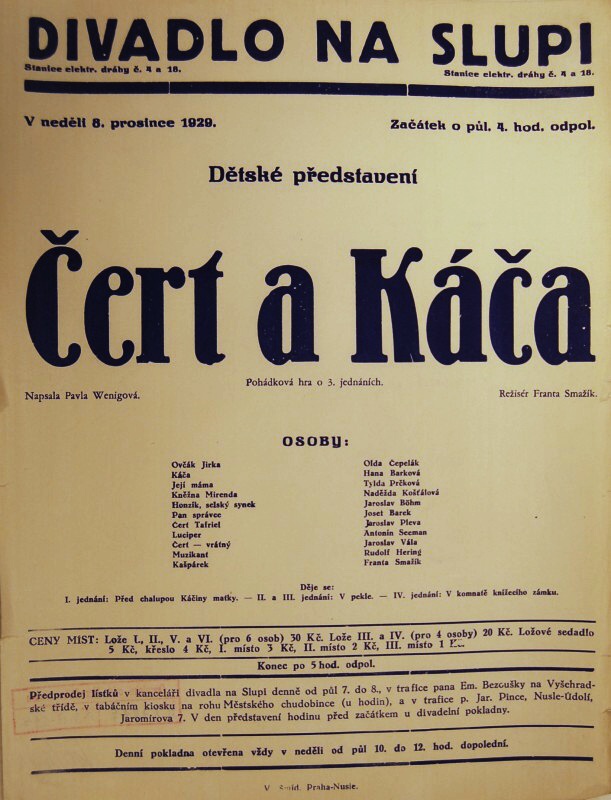 DIVADLO NA SLUPI
Stanice elektr. dráhy č. 4 a 18.
Stanice elektr. dráhy č. 4 a 18.
V neděli 8. prosince 1929.
Začátek o půl. 4. hod. odpol.
Dětské představení
Čert a Káča
Pohádková hra o 3. jednáních.
Napsala Pavla Wenigová.
Režisér Franta Smažík.
OSOBY:
Ovčák Jirka Olda Čepelák
Káča Hana Barková
Její máma Tylda Prčková
Kněžna Mirenda Naděžda Košťálová
Honzík, selský synek Jaroslav Böhm
Pan správce Josef Barek
Čert Tafriel Jaroslav Pleva
Luciper Antonín Seeman
Čert — vrátný Jaroslav Vála
Muzikant Rudolf Hering
Kašpárek Franta Smažík
Děje se:
I. jednání: Před chalupou Káčiny matky. — II. a III. jednání: V pekle. — IV. jednání: V komnatě knížecího zámku.
CENY MÍST: Lože I., II., V. a VI. (pro 6 osob) 30 Kč. Lože III. a IV. (pro 4 osoby) 20 Kč. Ložové sedadlo
5 Kč, křeslo 4 Kč, I. místo 3 Kč, II. místo 2 Kč, III. místo 1 Kč.
Konec po 5 hod. odpol.
Předprodej lístků v kanceláři divadla na Slupi denně od půl 7. do 8., v trafice pana Em. Bezoušky na Vyšehrad-
ské třídě, v tabáčním kiosku na rohu Městského chudobince (u hodin), a v trafice p. Jar. Pince, Nusle-Údolí,
Jaromírova 7. V den představení hodinu před začátkem u divadelní pokladny.
Denní pokladna otevřena vždy v neděli od půl 10. do 12. hod. dopolední.
V. Praha-Nusle.